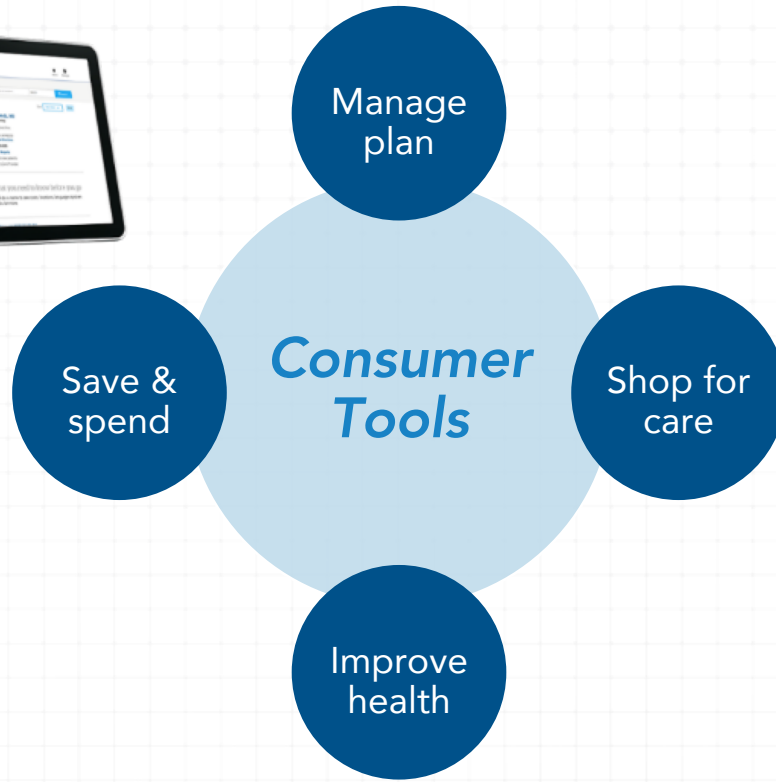 Manage
plan
Save &
spend
Consumer
Tools
Shop for
care
Improve
health